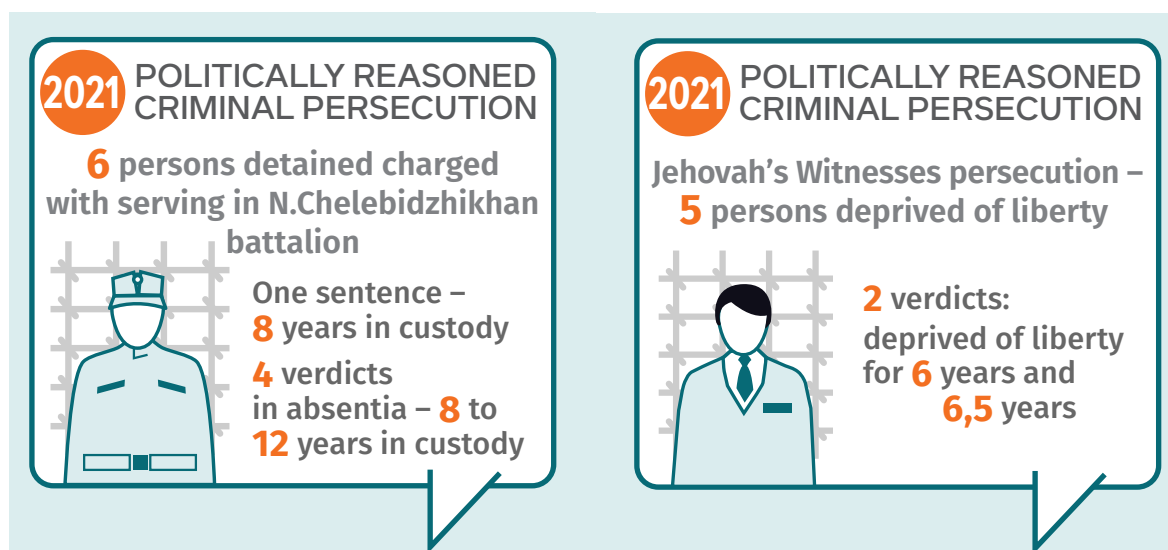 2021
POLITICALLY REASONED
CRIMINAL PERSECUTION
6 persons detained charged
with serving in N.Chelebidzhikhan
battalion
One sentence –
8 years in custody
4 verdicts
in absentia – 8 to
12 years in custody
2021
POLITICALLY REASONED
CRIMINAL PERSECUTION
Jehovah’s Witnesses persecution –
5 persons deprived of liberty
2 verdicts:
deprived of liberty
for 6 years and
6,5 years